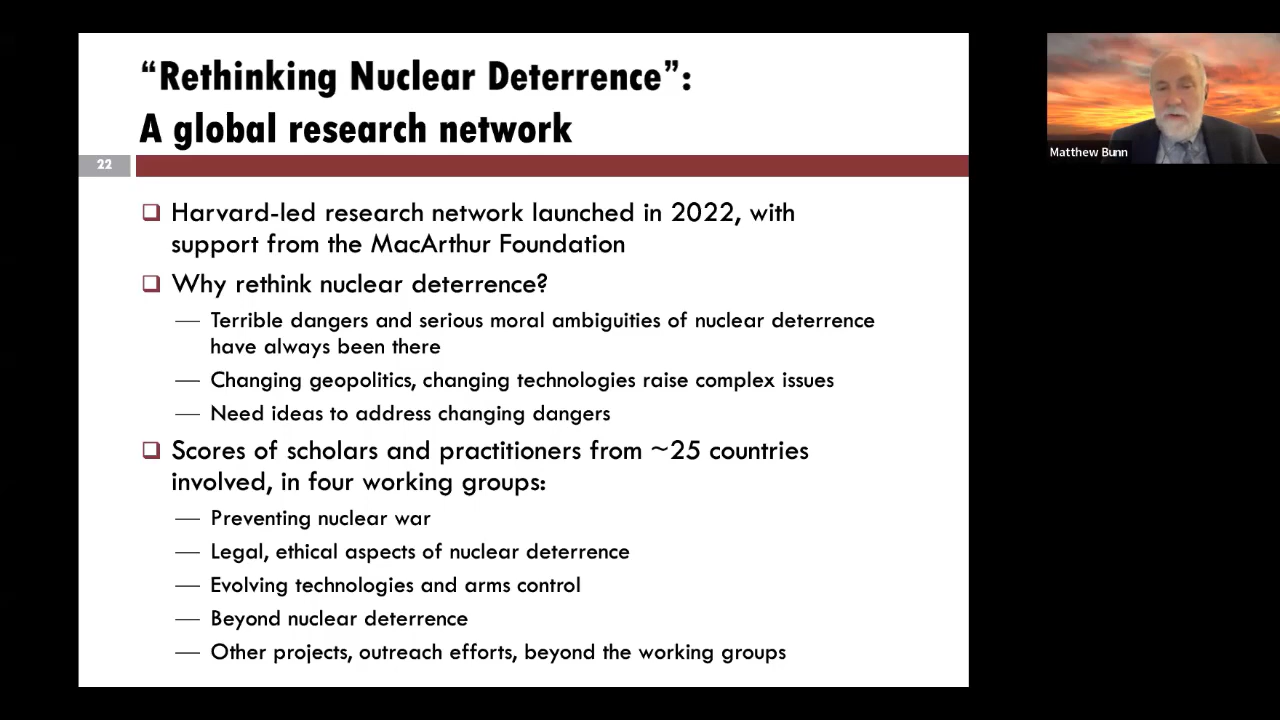 “Rethinking Nuclear Deterrence”:
A global research network
22
Harvard-led research network launched in 2022, with
support from the MacArthur Foundation
Why rethink nuclear deterrence?
— Terrible dangers and serious moral ambiguities of nuclear deterrence
have always been there
— Changing geopolitics, changing technologies raise complex issues
— Need ideas to address changing dangers
Scores of scholars and practitioners from ~25 countries
involved, in four working groups:
— Preventing nuclear war
— Legal, ethical aspects of nuclear deterrence
— Evolving technologies and arms control
— Beyond nuclear deterrence
— Other projects, outreach efforts, beyond the working groups
Matthew Bunn